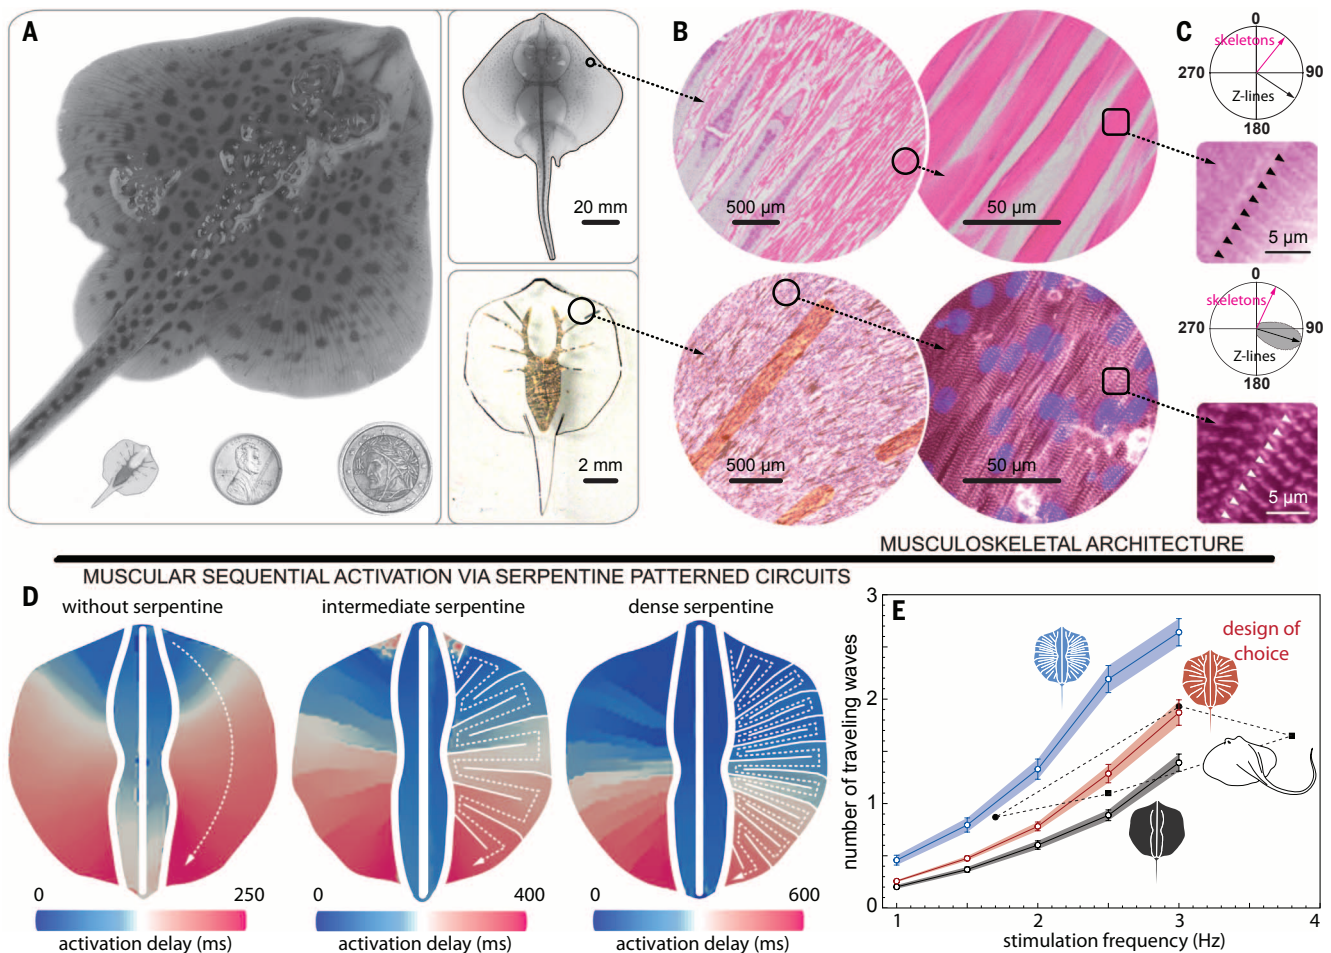 A
20 mm
2 mm
B
500 µm
50 µm
500 µm
50 µm
C
0
skeletons
270
90
Z-lines
180
5 µm
0
skeletons
270
90
Z-lines
180
5 µm
MUSCULOSKELETAL ARCHITECTURE
MUSCULAR SEQUENTIAL ACTIVATION VIA SERPENTINE PATTERNED CIRCUITS
D
without serpentine
intermediate serpentine
dense serpentine
0
250
activation delay (ms)
0
400
activation delay (ms)
0
600
activation delay (ms)
E
number of traveling waves
3
2
1
0
design of
choice
1
2
3
4
stimulation frequency (Hz)